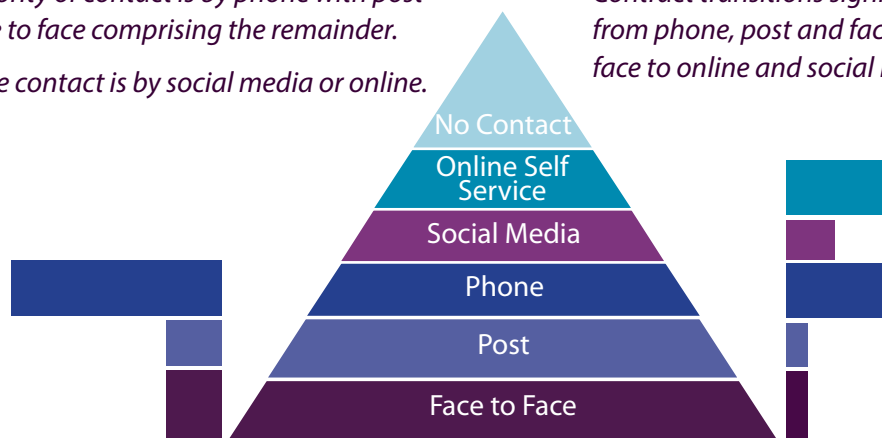 of contact is by phone with post
to face comprising the remainder.
contact is by social media or online.
Contract transitions
from phone, post and
face to online and social
No Contact
Online Self
Service
Social Media
Phone
Post
Face to Face